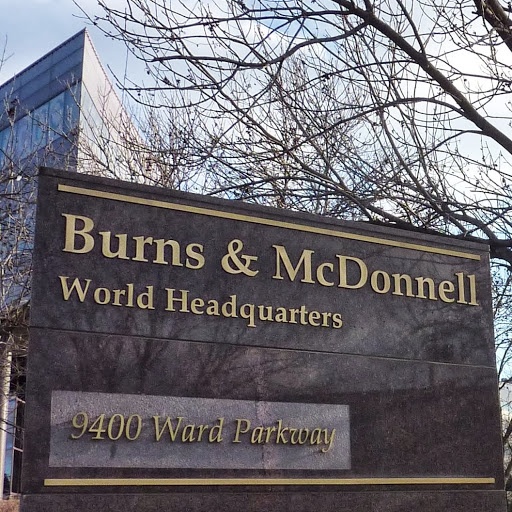 Burns & McDonnell
World Headquarters
9400 Ward Parkway